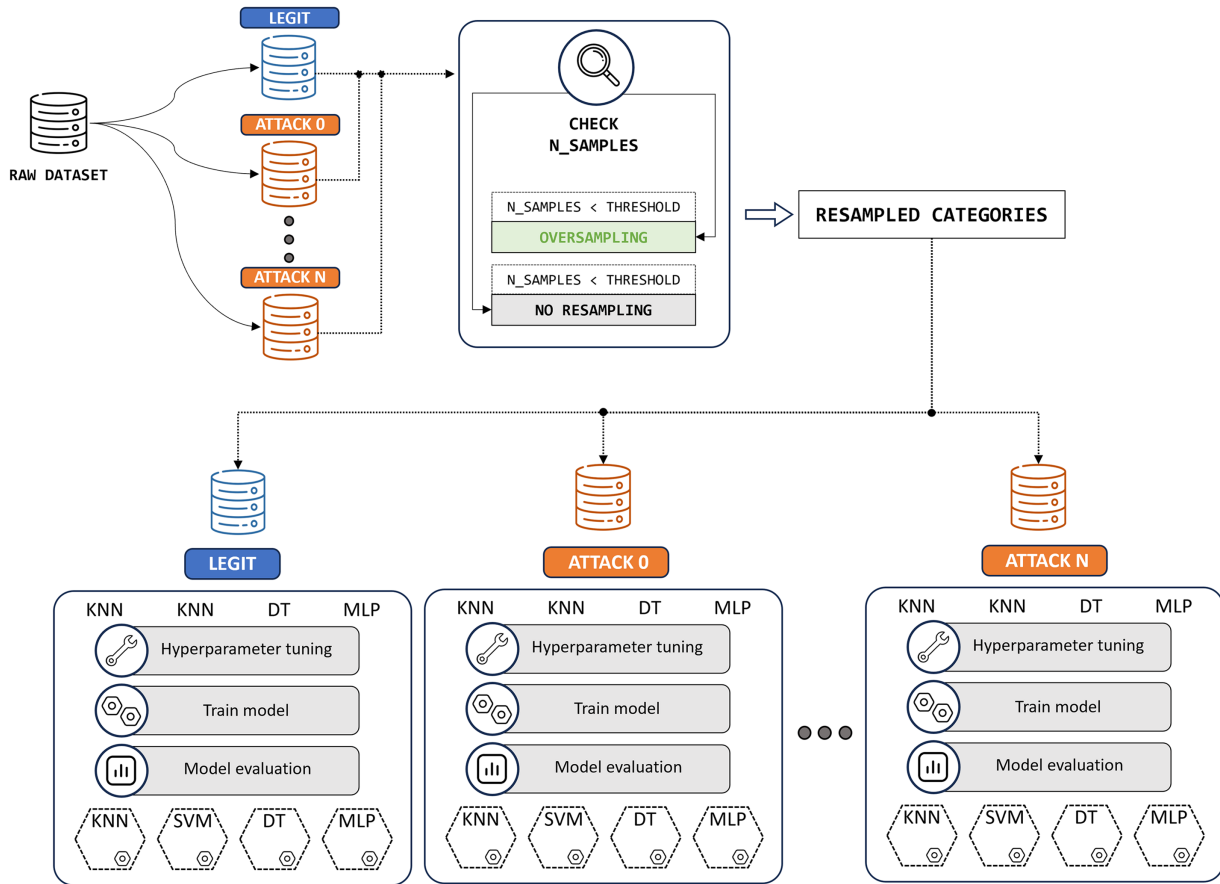 LEGIT
RAW DATASET
ATTACK 0
ATTACK N
CHECK
N_SAMPLES
N_SAMPLES < THRESHOLD
OVERSAMPLING
N_SAMPLES < THRESHOLD
NO RESAMPLING
RESAMPLED CATEGORIES
LEGIT
KNN KNN DT MLP
Hyperparameter tuning
Train model
Model evaluation
KNN SVM DT MLP
ATTACK 0
KNN KNN DT MLP
Hyperparameter tuning
Train model
Model evaluation
KNN SVM DT MLP
ATTACK N
KNN KNN DT MLP
Hyperparameter tuning
Train model
Model evaluation
KNN SVM DT MLP